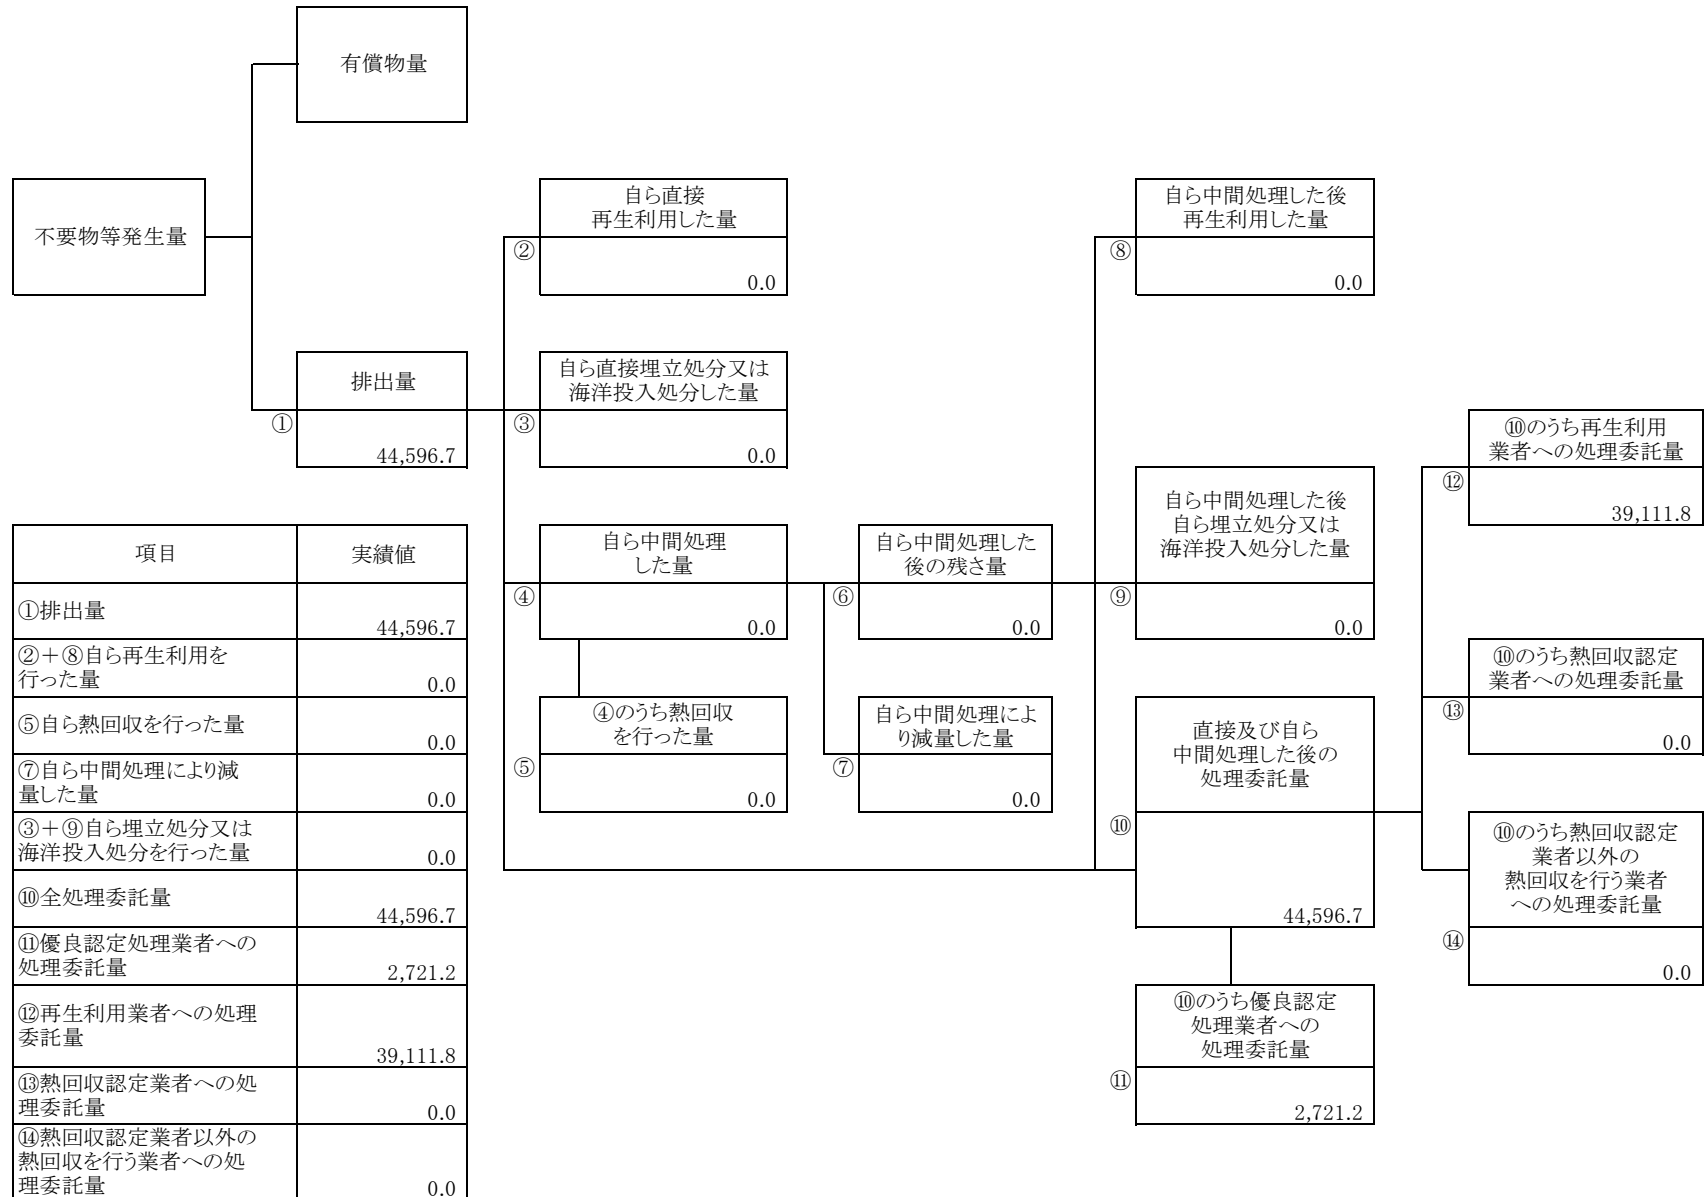 有償物量
不要物等発生量
自ら直接
再生利用した量
②
0.0
自ら中間処理した後
再生利用した量
⑧
0.0
排出量
①
44,596.7
自ら直接埋立処分又は
海洋投入処分した量
③
0.0
⑩のうち再生利用
業者への処理委託量
⑫
39,111.8
自ら中間処理
した量
④
0.0
自ら中間処理した
後の残さ量
⑥
0.0
自ら中間処理した後
自ら埋立処分又は
海洋投入処分した量
⑨
0.0
⑩のうち熱回収認定
業者への処理委託量
⑬
0.0
④のうち熱回収
を行った量
⑤
0.0
自ら中間処理によ
り減量した量
⑦
0.0
直接及び自ら
中間処理した後の
処理委託量
⑩
44,596.7
⑩のうち熱回収認定
業者以外の
熱回収を行う業者
への処理委託量
⑭
0.0
⑩のうち優良認定
処理業者への
処理委託量
⑪
2,721.2
項目 実績値
①排出量
44,596.7
②+⑧自ら再生利用を
行った量 0.0
⑤自ら熱回収を行った量
0.0
⑦自ら中間処理により減
量した量 0.0
③+⑨自ら埋立処分又は
海洋投入処分を行った量 0.0
⑩全処理委託量
44,596.7
⑪優良認定処理業者への
処理委託量 2,721.2
⑫再生利用業者への処理
委託量
39,111.8
⑬熱回収認定業者への処
理委託量 0.0
⑭熱回収認定業者以外の
熱回収を行う業者への処
理委託量 0.0